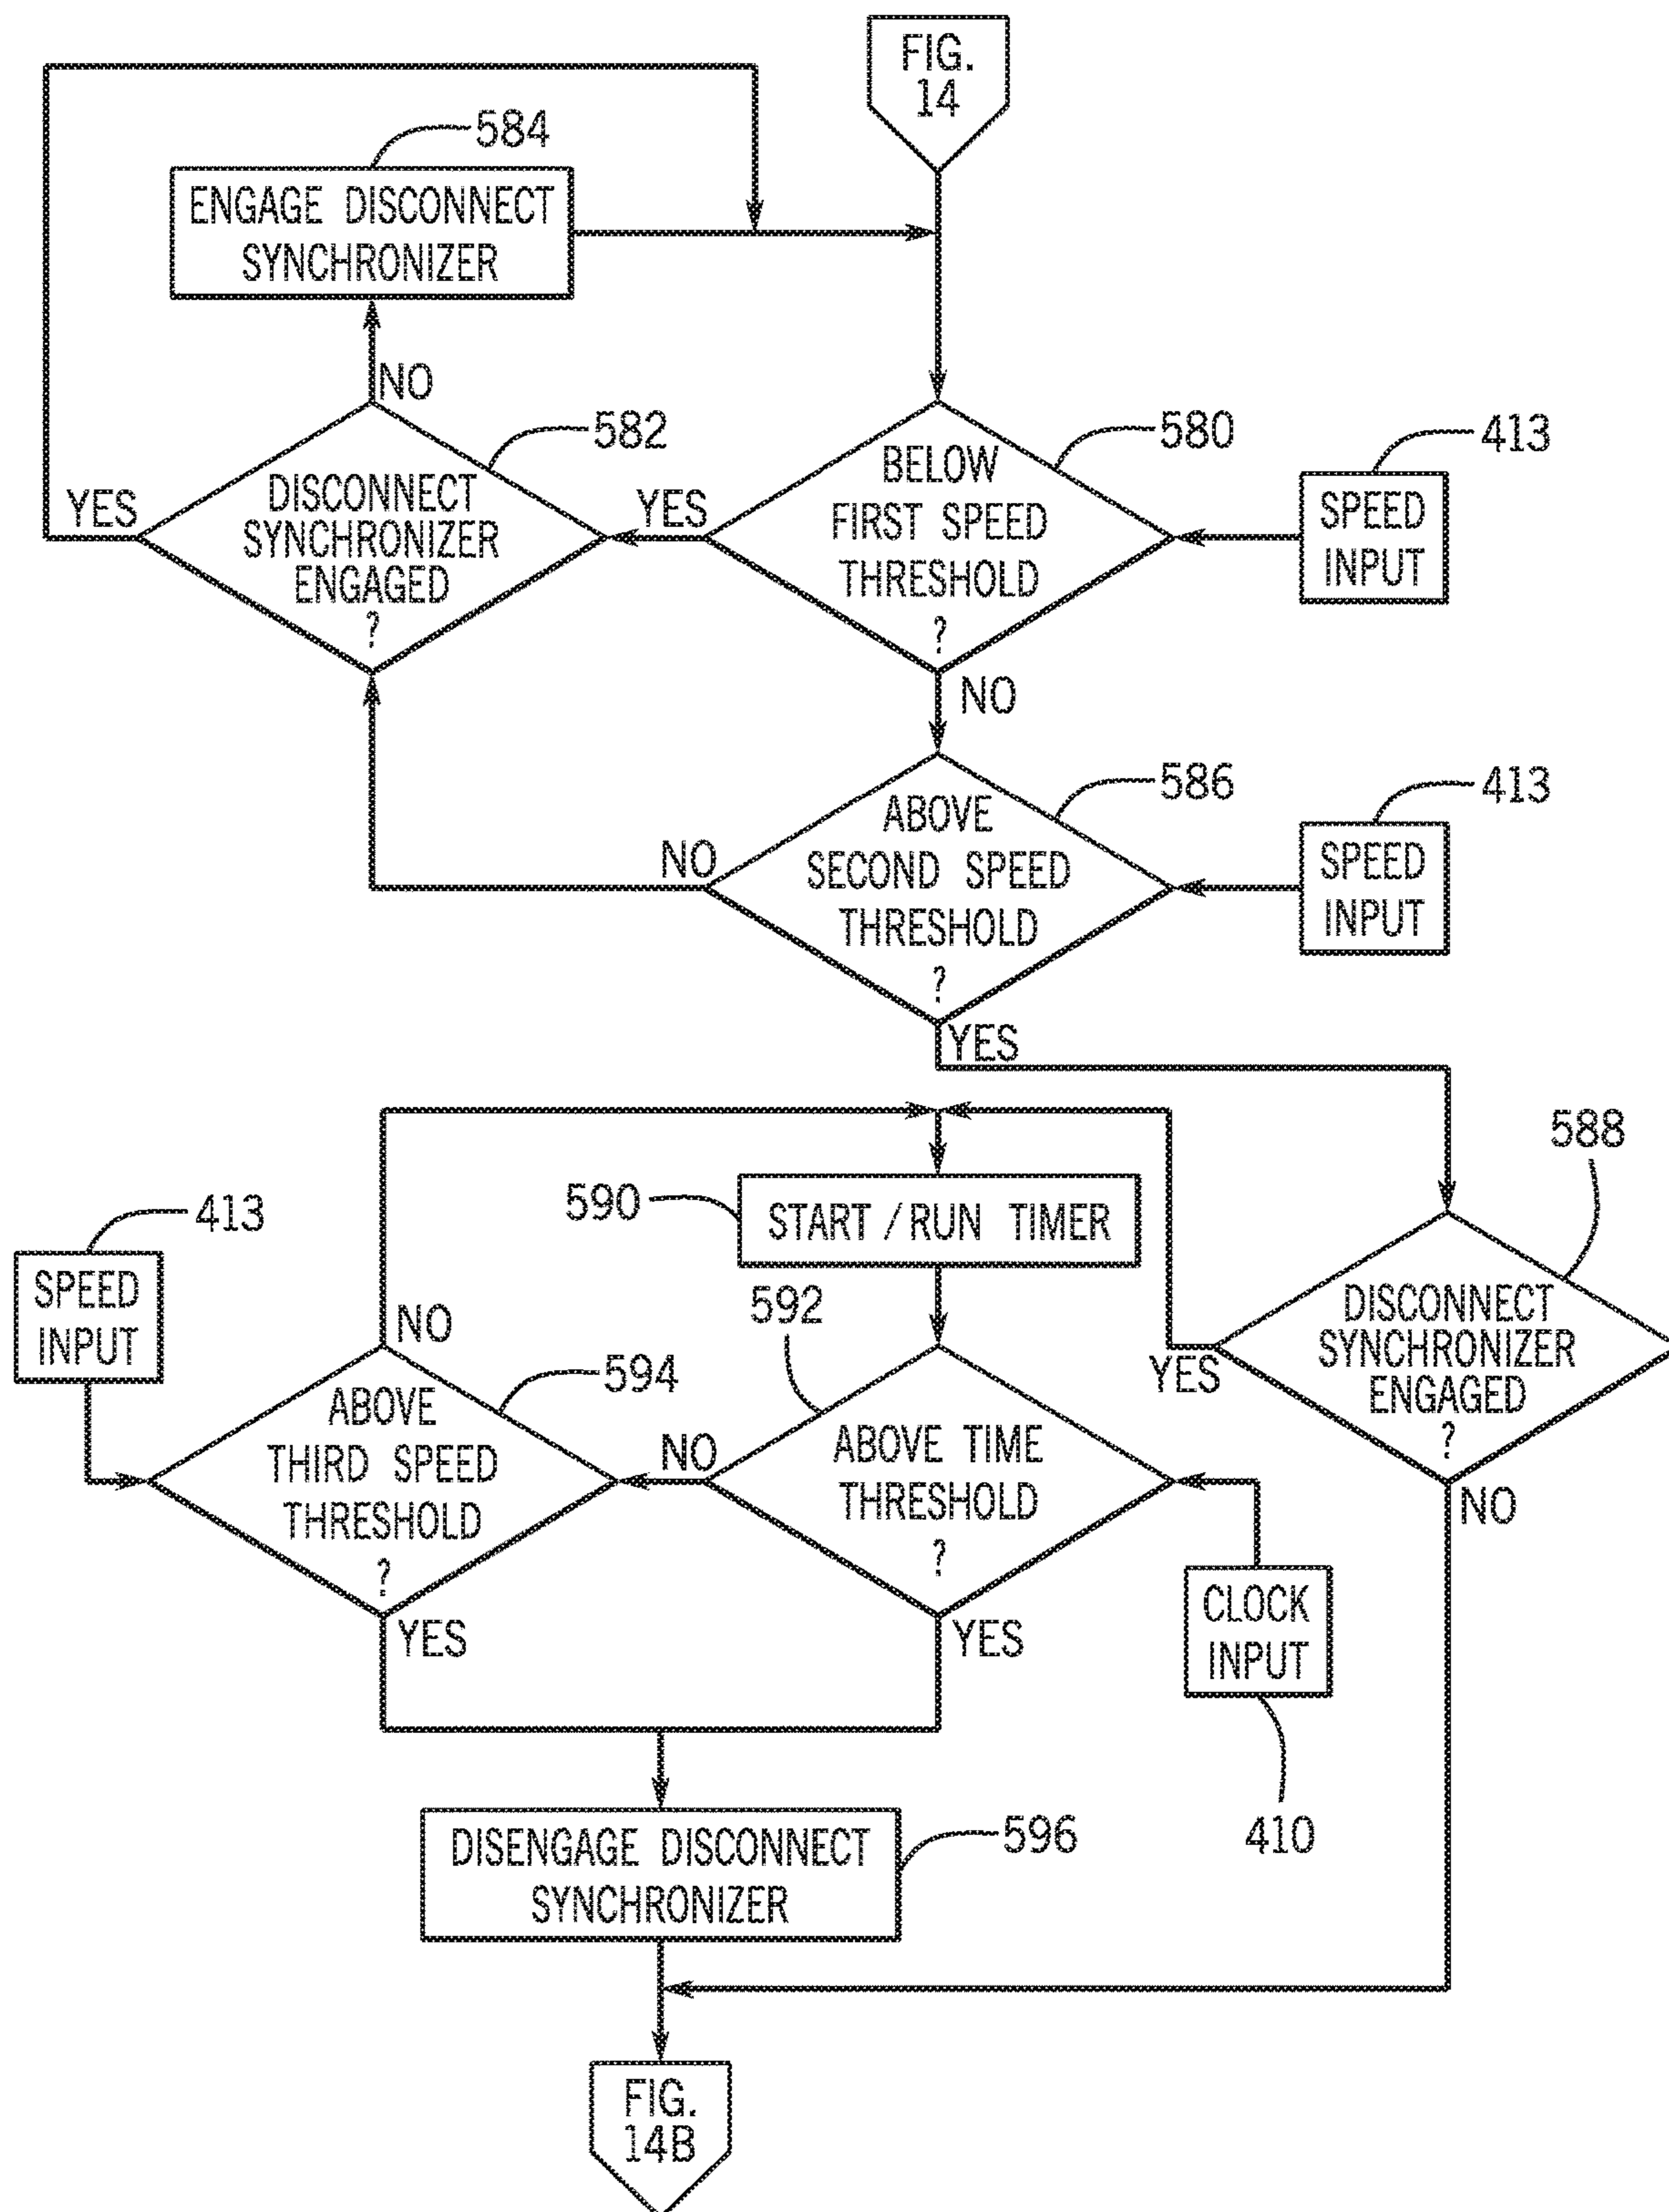 FIG.
14
584
ENGAGE DISCONNECT
SYNCHRONIZER
NO
582
580
413
DISCONNECT
SYNCHRONIZER
ENGAGED
?
YES
YES
BELOW
FIRST SPEED
THRESHOLD
?
SPEED
INPUT
NO
586
413
NO
ABOVE
SECOND SPEED
THRESHOLD
?
SPEED
INPUT
YES
588
590
START / RUN TIMER
413
SPEED
INPUT
NO
592
594
DISCONNECT
SYNCHRONIZER
ENGAGED
?
YES
ABOVE
THIRD SPEED
THRESHOLD
?
NO
ABOVE TIME
THRESHOLD
?
NO
YES
YES
CLOCK
INPUT
410
DISENGAGE DISCONNECT
SYNCHRONIZER
596
FIG.
14B